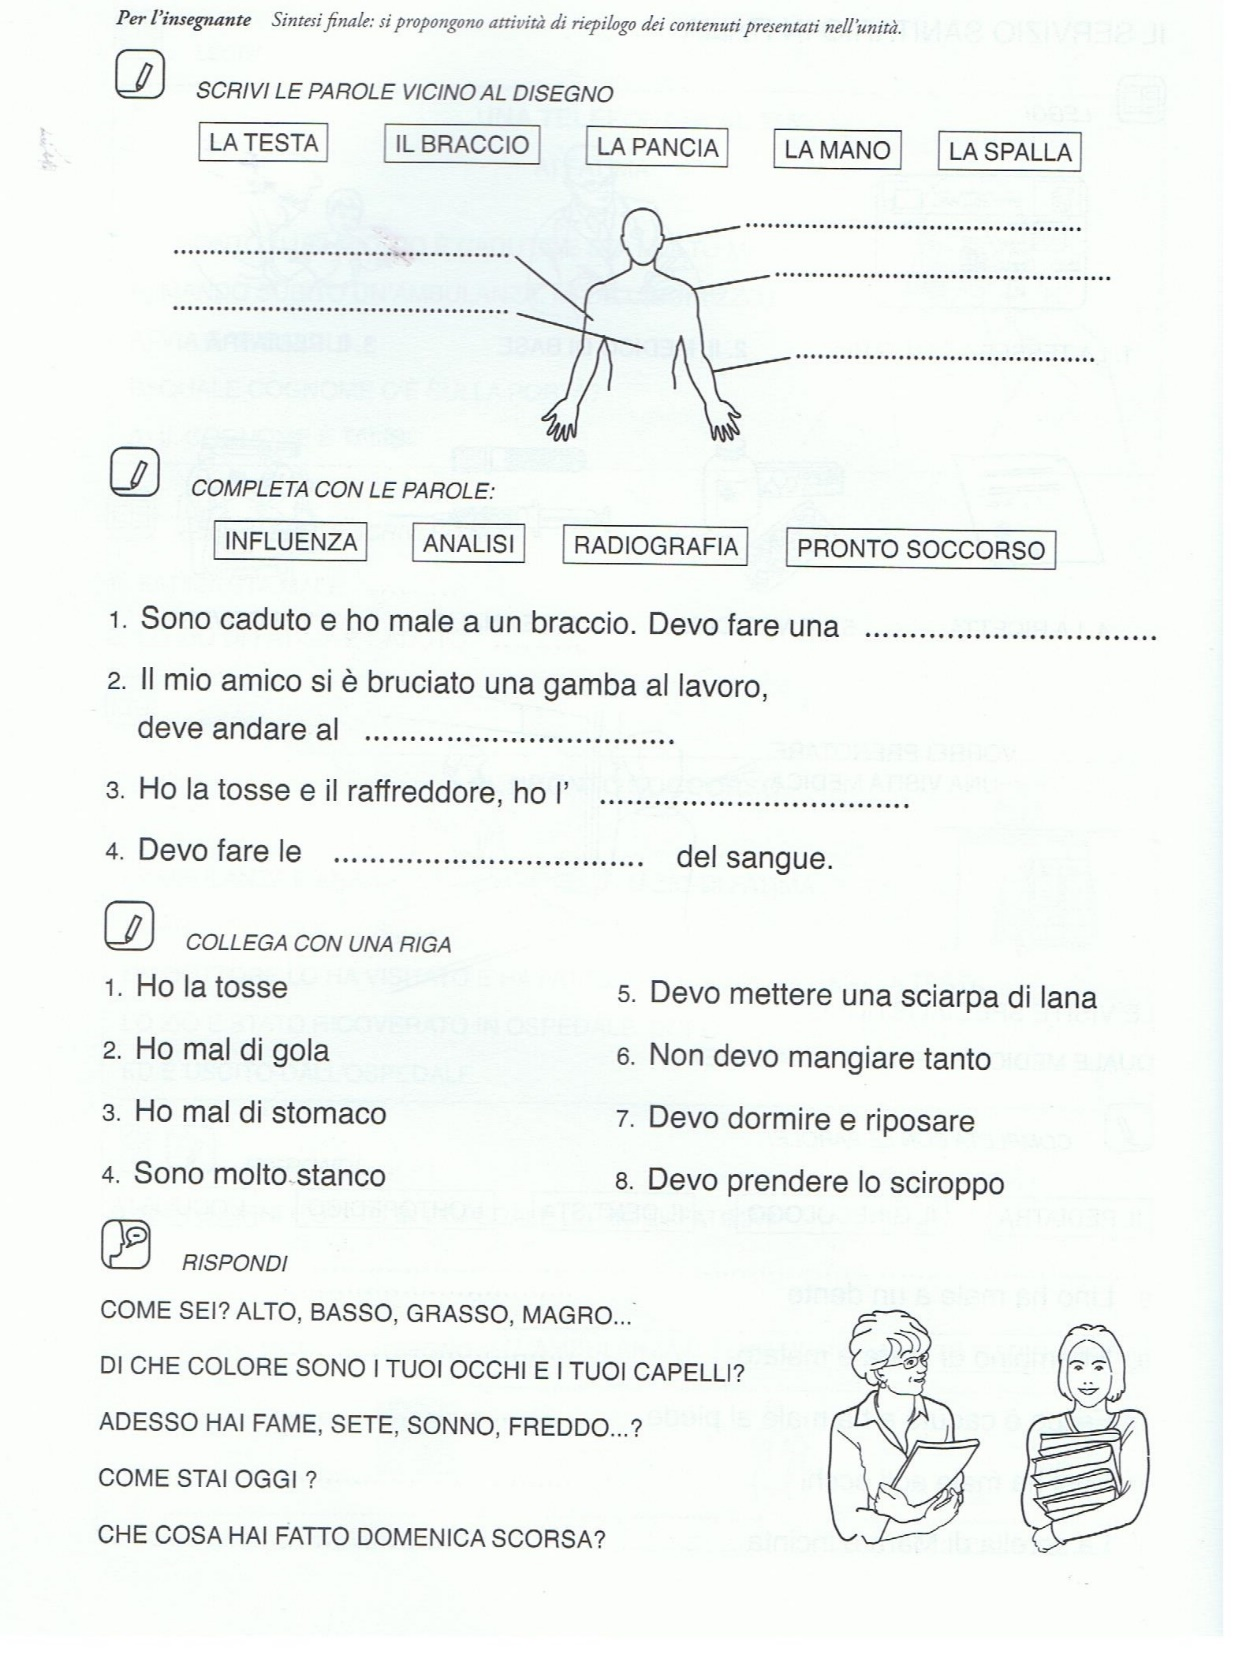 Per l'insegnante Sintesi finale: si propongono attività di riepilogo dei contenuti presentati nell'unità.
SCRIVI LE PAROLE VICINO AL DISEGNO
LA TESTA IL BRACCIO LA PANCIA LA MANO LA SPALLA
COMPLETA CON LE PAROLE:
INFLUENZA ANALISI RADIOGRAFIA PRONTO SOCCORSO
1. Sono caduto e ho male a un braccio. Devo fare una ................................
2. Il mio amico si è bruciato una gamba al lavoro,
deve andare al ..................................
3. Ho la tosse e il raffreddore, ho l' ..................................
4. Devo fare le .................................. del sangue.
COLLEGA CON UNA RIGA
1. Ho la tosse
2. Ho mal di gola
3. Ho mal di stomaco
4. Sono molto stanco
5. Devo mettere una sciarpa di lana
6. Non devo mangiare tanto
7. Devo dormire e riposare
8. Devo prendere lo sciroppo
RISPONDI
COME SEI? ALTO, BASSO, GRASSO, MAGRO...
DI CHE COLORE SONO I TUOI OCCHI E I TUOI CAPELLI?
ADESSO HAI FAME, SETE, SONNO, FREDDO...?
COME STAI OGGI ?
CHE COSA HAI FATTO DOMENICA SCORSA?